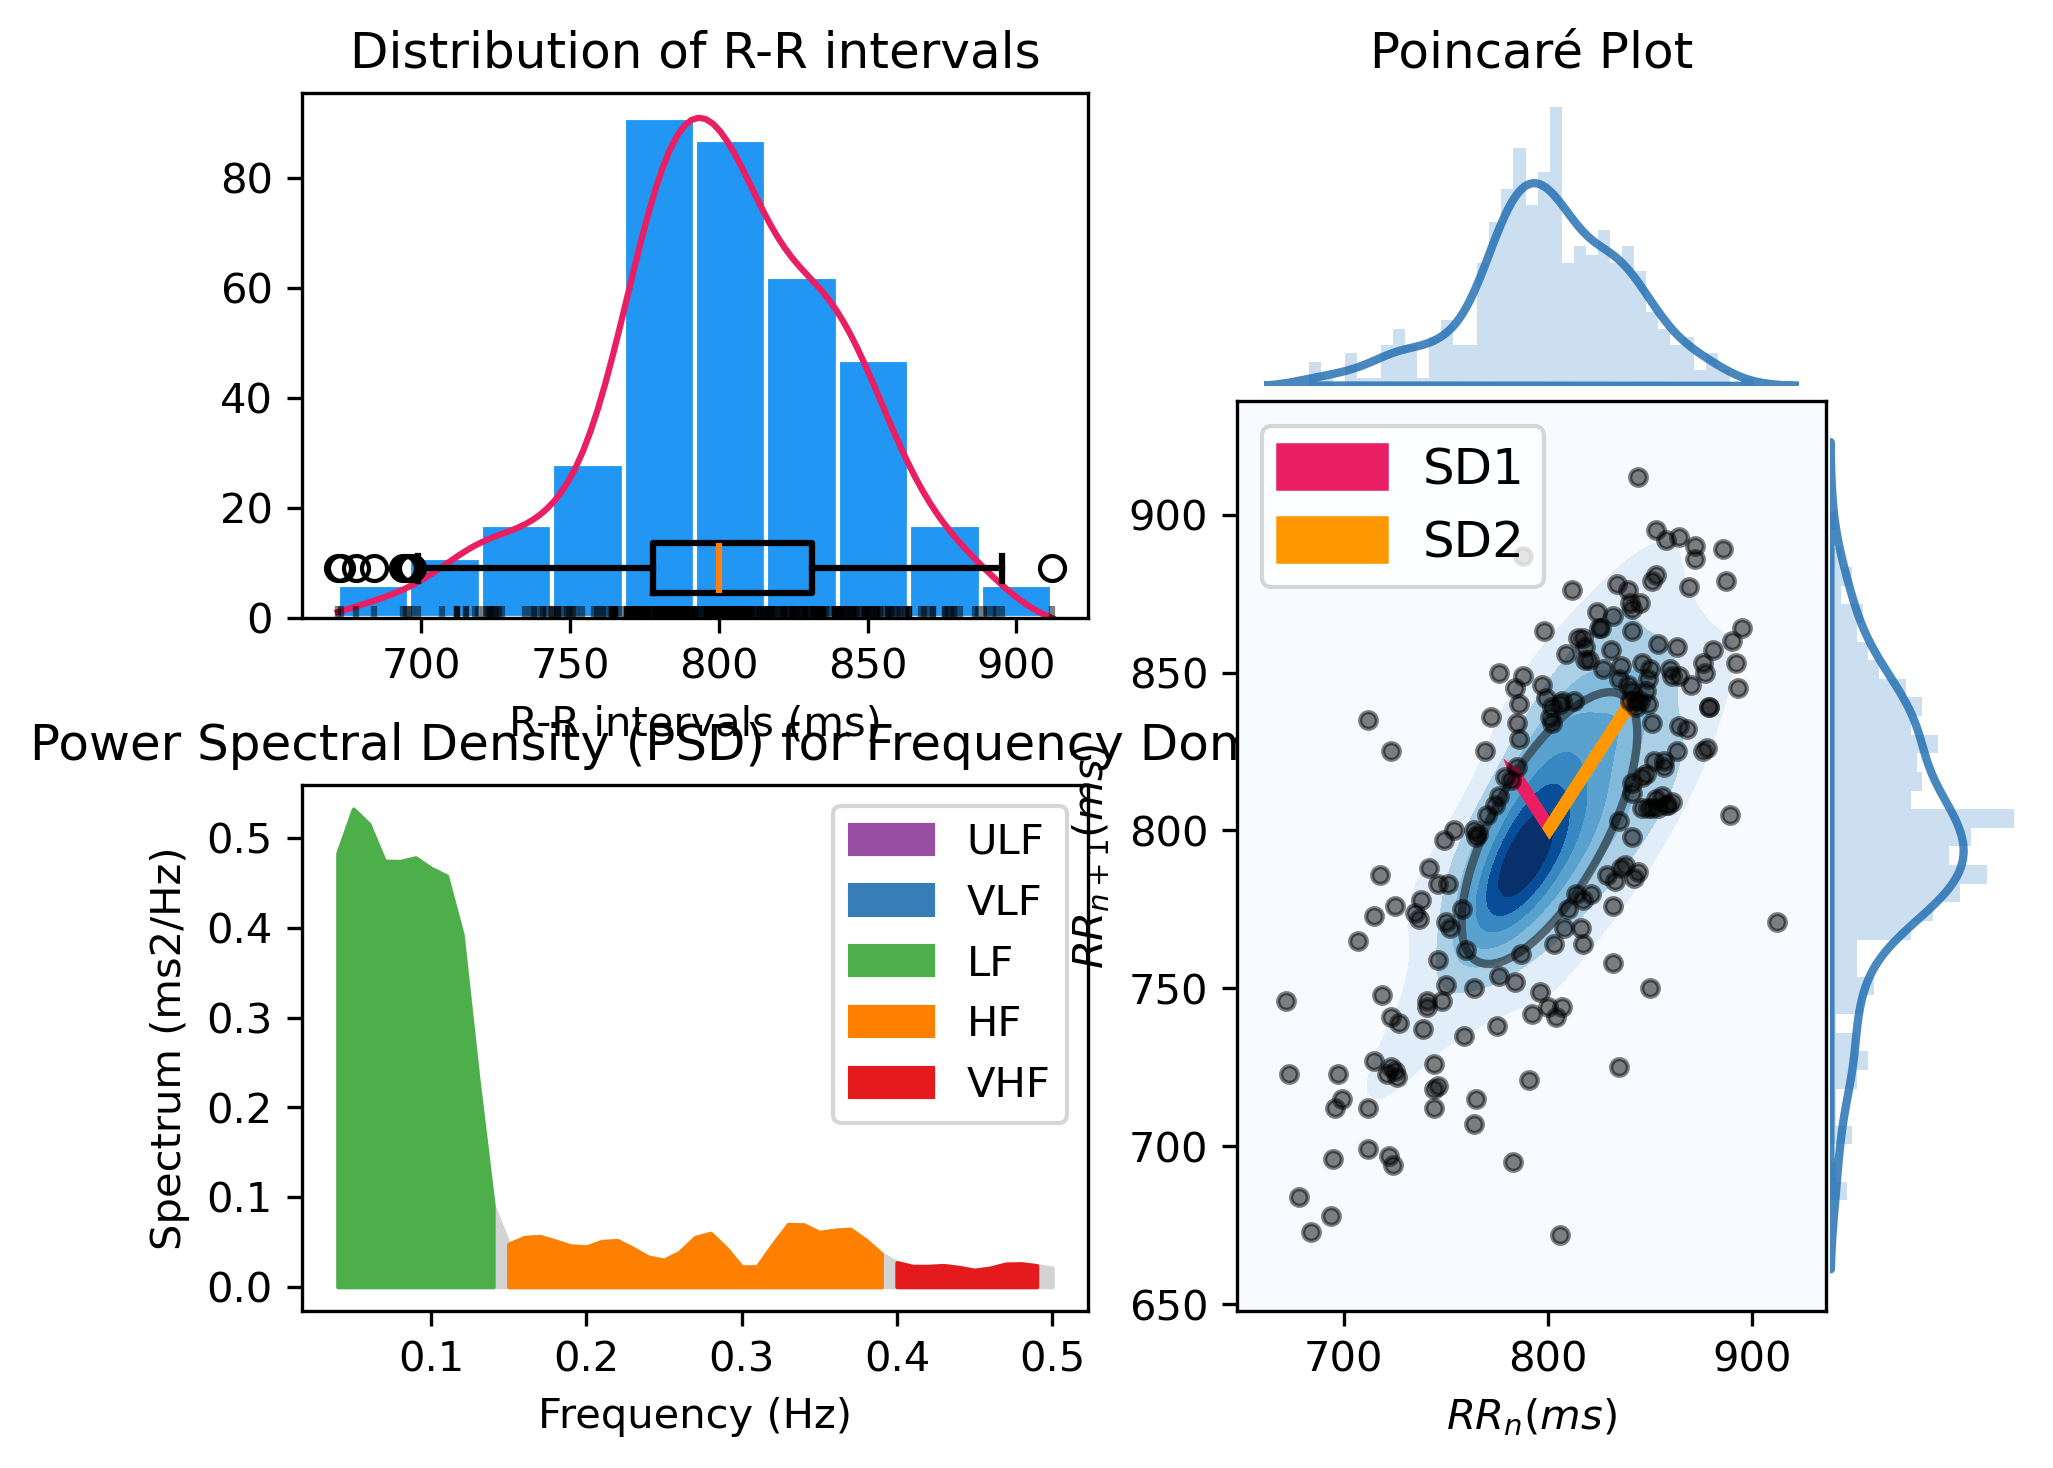 Distribution of R-R intervals
80
60
40
20
0
700 750 800 850 900
R-R intervals (ms)
Power Spectral Density (PSD) for Frequency Dom
Spectrum (ms2/Hz)
0.5
0.4
0.3
0.2
0.1
0.0
ULF
VLF
LF
HF
VHF
0.1 0.2 0.3 0.4 0.5
Frequency (Hz)
Poincaré Plot
SD1
SD2
RRn+1(ms)
900
850
800
750
700
650
700 800 900
RRn(ms)